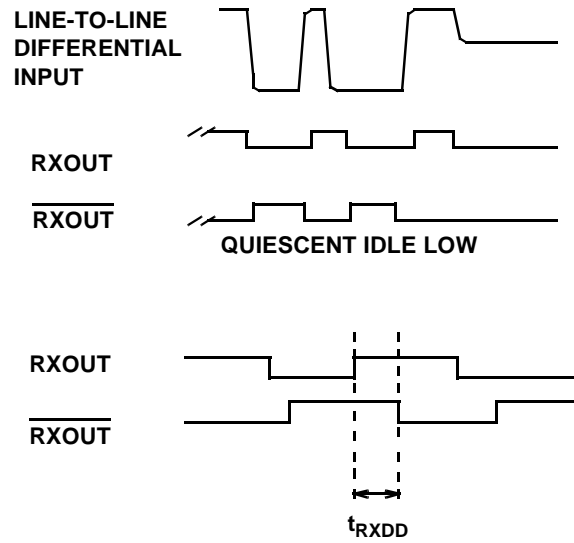 LINE-TO-LINE
DIFFERENTIAL
INPUT
RXOUT
RXOUT
QUIESCENT IDLE LOW
RXOUT
RXOUT
tRXDD